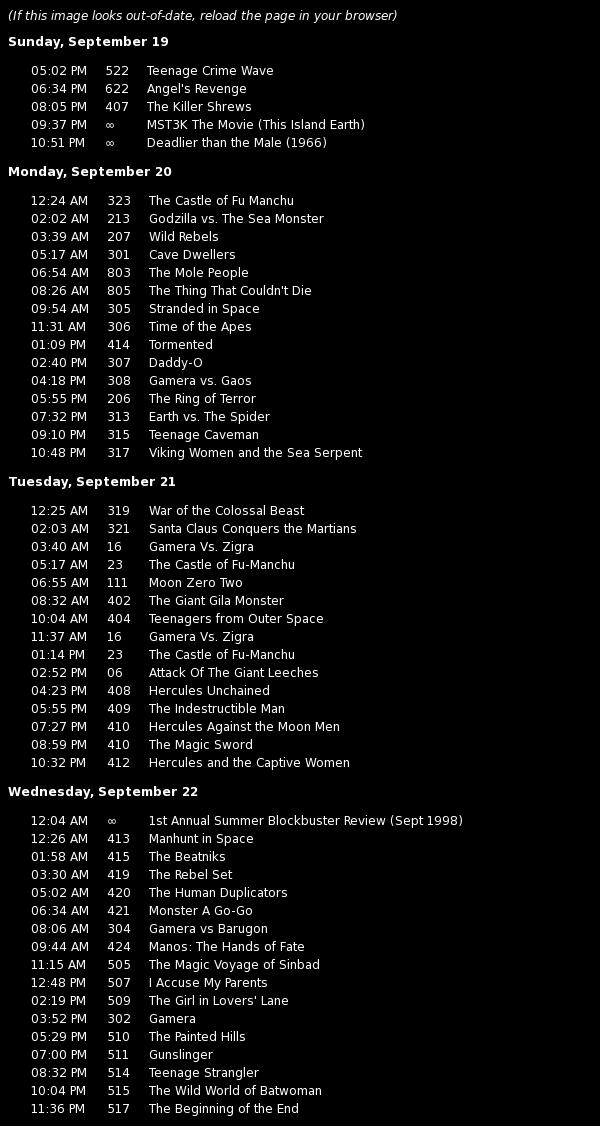 (If this image looks out-of-date, reload the page in your browser)
Sunday, September 19
05:02 PM 522 Teenage Crime Wave
06:34 PM 622 Angel's Revenge
08:05 PM 407 The Killer Shrews
09:37 PM ∞ MST3K The Movie (This Island Earth)
10:51 PM ∞ Deadlier than the Male (1966)
Monday, September 20
12:24 AM 323 The Castle of Fu Manchu
02:02 AM 213 Godzilla vs. The Sea Monster
03:39 AM 207 Wild Rebels
05:17 AM 301 Cave Dwellers
06:54 AM 803 The Mole People
08:26 AM 805 The Thing That Couldn't Die
09:54 AM 305 Stranded in Space
11:31 AM 306 Time of the Apes
01:09 PM 414 Tormented
02:40 PM 307 Daddy-O
04:18 PM 308 Gamera vs. Gaos
05:55 PM 206 The Ring of Terror
07:32 PM 313 Earth vs. The Spider
09:10 PM 315 Teenage Caveman
10:48 PM 317 Viking Women and the Sea Serpent
Tuesday, September 21
12:25 AM 319 War of the Colossal Beast
02:03 AM 321 Santa Claus Conquers the Martians
03:40 AM 16 Gamera Vs. Zigra
05:17 AM 23 The Castle of Fu-Manchu
06:55 AM 111 Moon Zero Two
08:32 AM 402 The Giant Gila Monster
10:04 AM 404 Teenagers from Outer Space
11:37 AM 16 Gamera Vs. Zigra
01:14 PM 23 The Castle of Fu-Manchu
02:52 PM 06 Attack Of The Giant Leeches
04:23 PM 408 Hercules Unchained
05:55 PM 409 The Indestructible Man
07:27 PM 410 Hercules Against the Moon Men
08:59 PM 410 The Magic Sword
10:32 PM 412 Hercules and the Captive Women
Wednesday, September 22
12:04 AM ∞ 1st Annual Summer Blockbuster Review (Sept 1998)
12:26 AM 413 Manhunt in Space
01:58 AM 415 The Beatniks
03:30 AM 419 The Rebel Set
05:02 AM 420 The Human Duplicators
06:34 AM 421 Monster A Go-Go
08:06 AM 304 Gamera vs Barugon
09:44 AM 424 Manos: The Hands of Fate
11:15 AM 505 The Magic Voyage of Sinbad
12:48 PM 507 I Accuse My Parents
02:19 PM 509 The Girl in Lovers' Lane
03:52 PM 302 Gamera
05:29 PM 510 The Painted Hills
07:00 PM 511 Gunslinger
08:32 PM 514 Teenage Strangler
10:04 PM 515 The Wild World of Batwoman
11:36 PM 517 The Beginning of the End